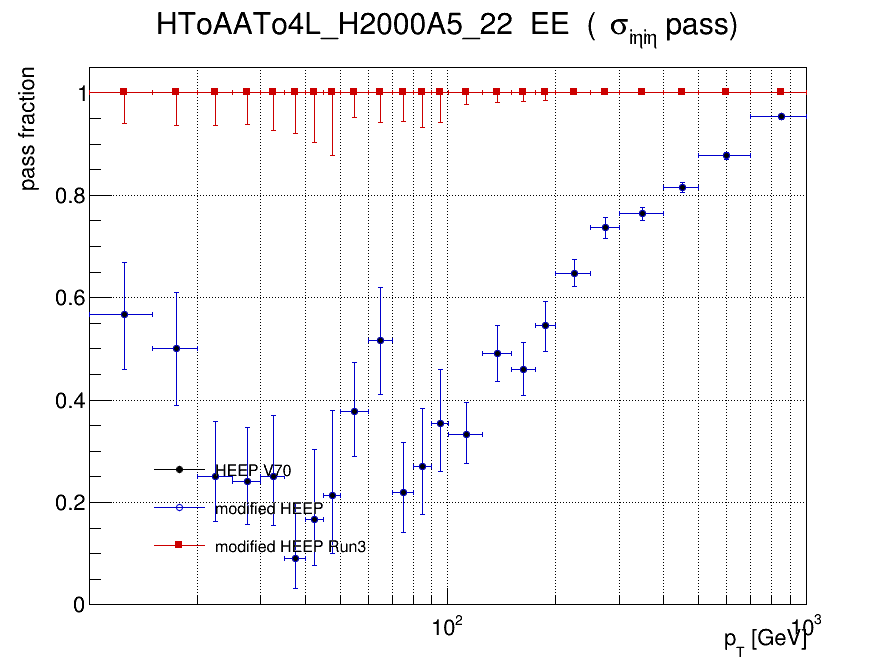 HToAATo4L_H2000A5_22 EE ( σiηiη pass)
pass fraction
1
0.8
0.6
0.4
0.2
0
HEEP V70
modified HEEP
modified HEEP Run3
10²
10³
pT [GeV]